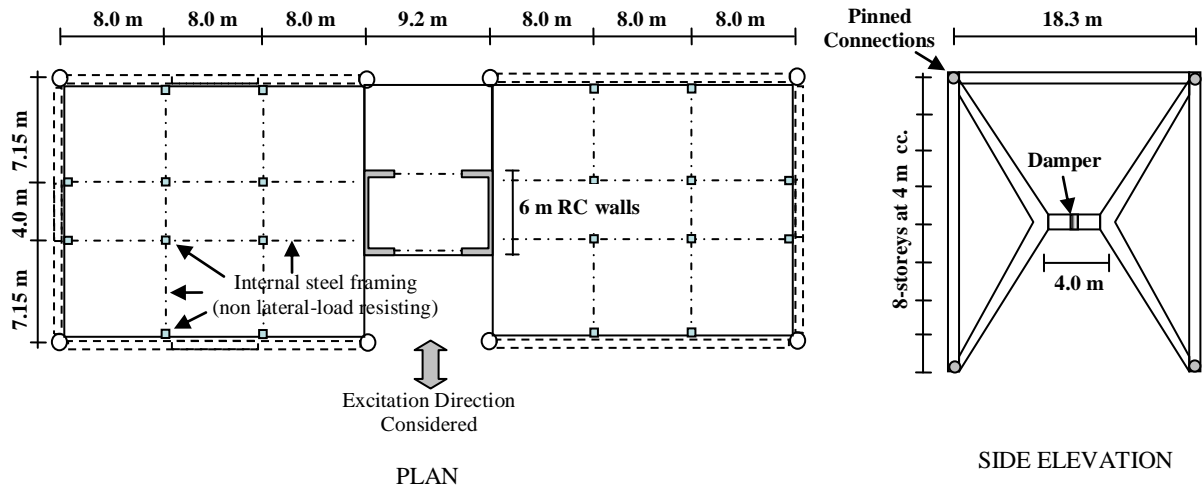 8.0 m 8.0 m 8.0 m 9.2 m 8.0 m 8.0 m 8.0 m
7.15 m
4.0 m
7.15 m
6 m RC walls
Internal steel framing
(non lateral-load resisting)
Excitation Direction
Considered
PLAN
Pinned
Connections
18.3 m
8-storeys at 4 m cc.
Damper
4.0 m
SIDE ELEVATION